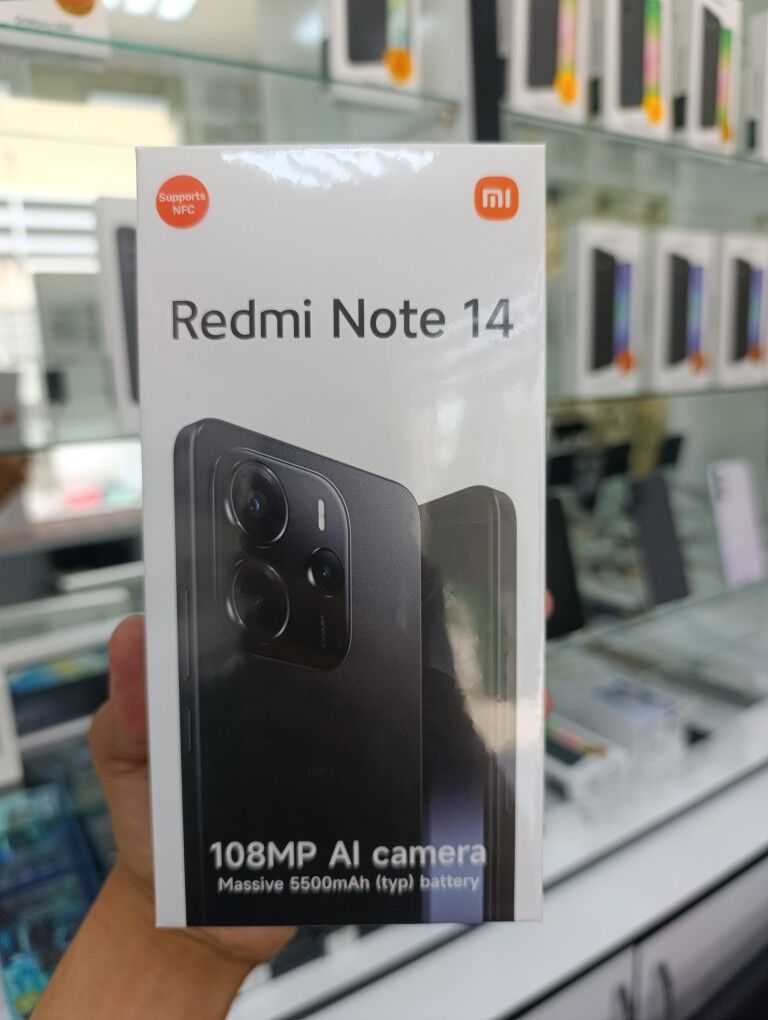 Supports
NFC
mi
Redmi Note 14
108MP AI camera
Massive 5500mAh (typ) battery